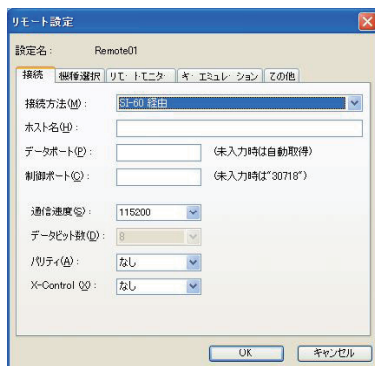 リモート設定
設定名： Remote01
接続 機種選択 リモートモニター キーエミュレーション その他
接続方法(M)： SI-60 経由
ホスト名(H)：
データポート(P)： (未入力時は自動取得)
制御ポート(C)： (未入力時は"30718")
通信速度(S)： 115200
データビット数(D)： 8
パリティ(A)： なし
X-Control (X)： なし
OK キャンセル